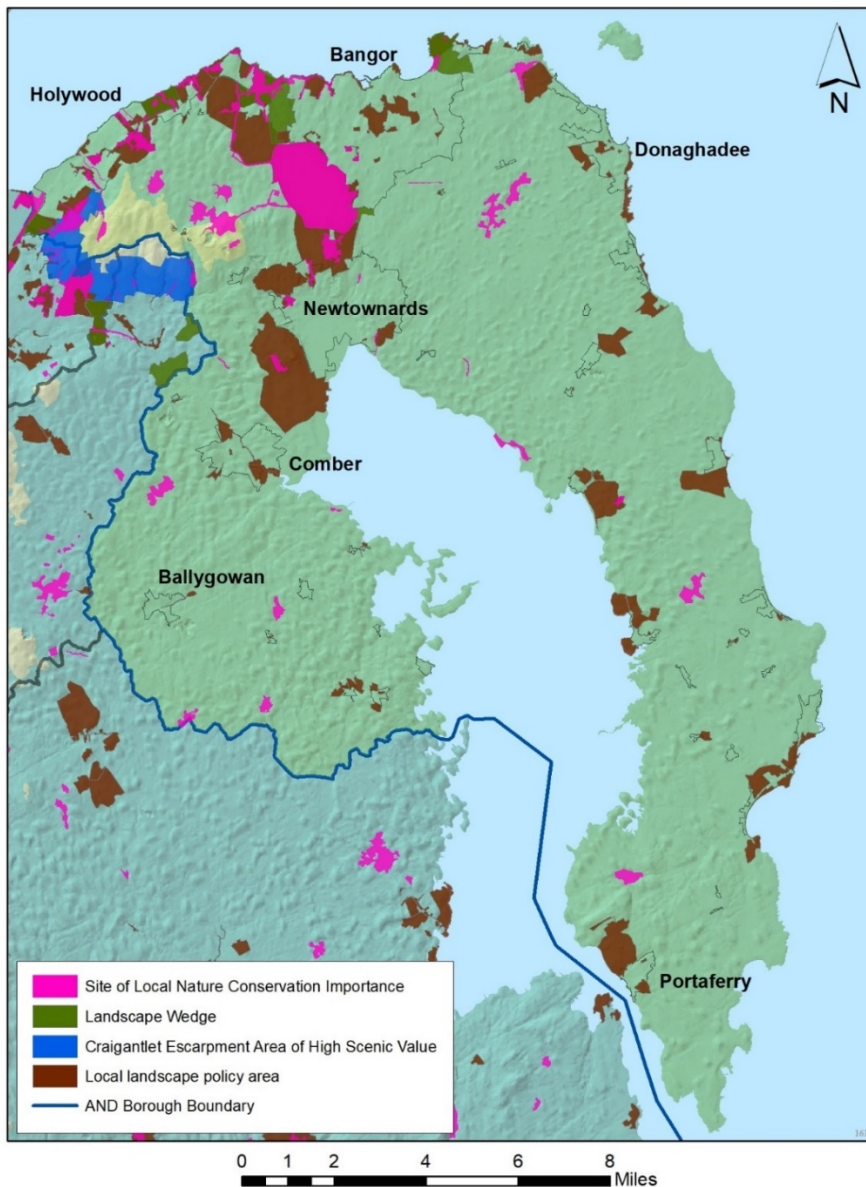 Bangor
Holywood
N
Donaghadee
Newtownards
Comber
Ballygowan
Portaferry
Site of Local Nature Conservation Importance
Landscape Wedge
Craigantlet Escarpment Area of High Scenic Value
Local landscape policy area
AND Borough Boundary
0 1 2 4 6 8
Miles